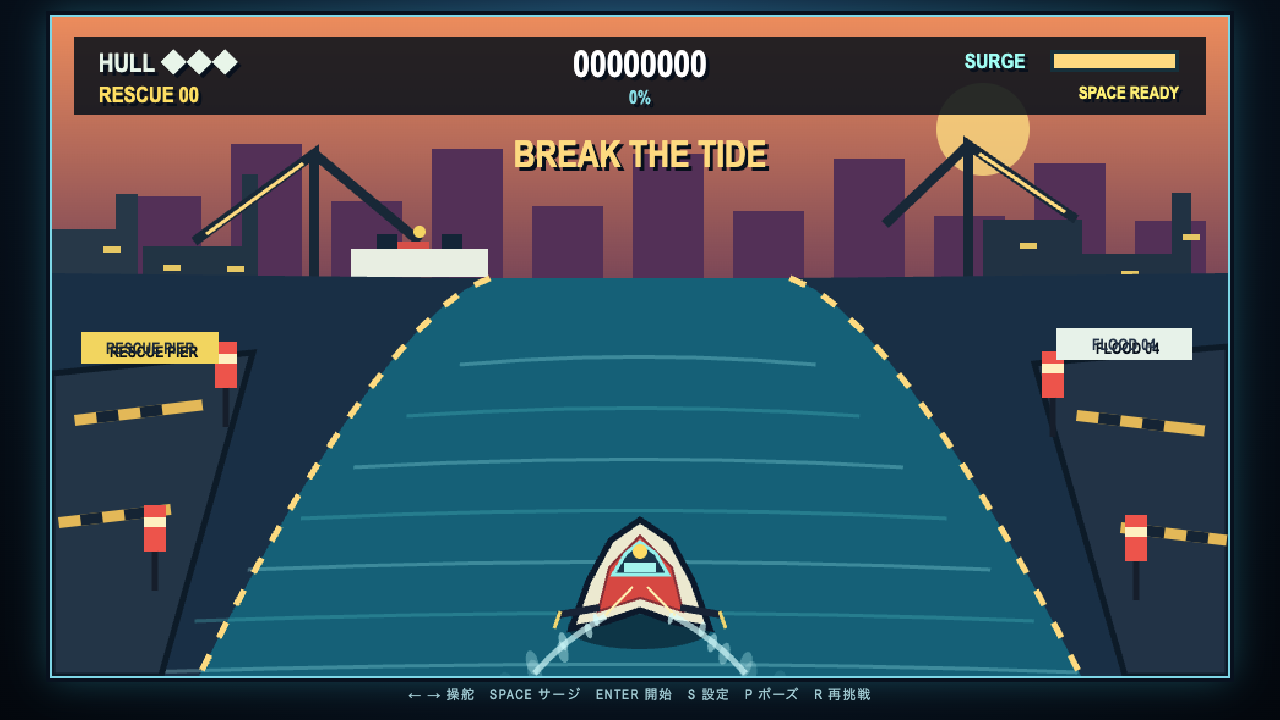 HULL
RESCUE 00
00000000
0%
SURGE
SPACE READY
BREAK THE TIDE
RESCUE PIER
FLOOD 04
← → 操舵 SPACE サージ ENTER 開始 S 設定 P ポーズ R 再挑戦